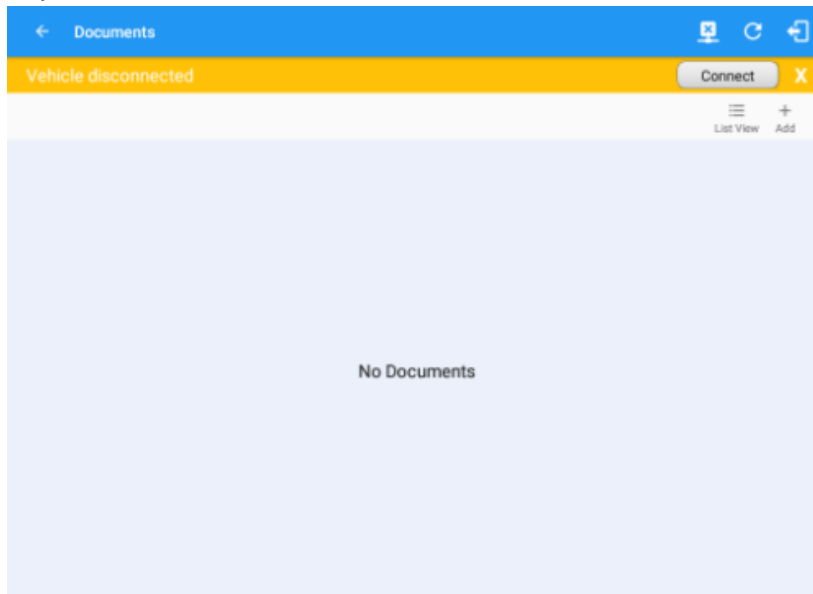 Documents
Vehicle disconnected
Connect
X
List View
Add
No Documents